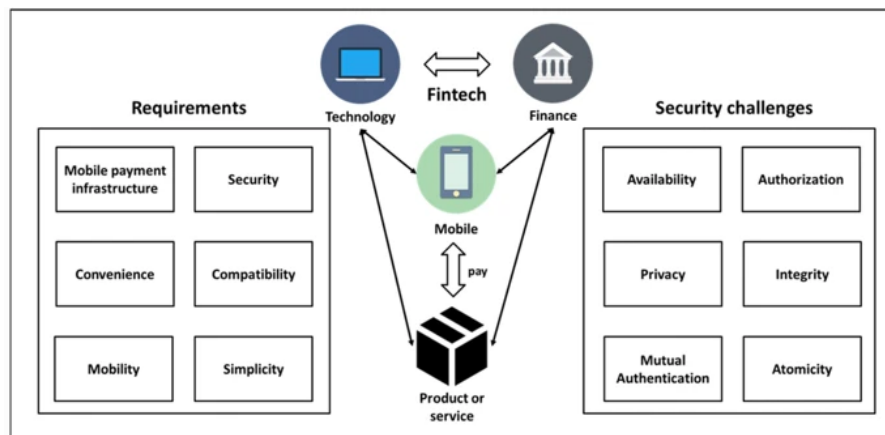 Fintech
Technology
Finance
Requirements
Mobile payment
infrastructure
Security
Convenience
Compatibility
Mobility
Simplicity
Mobile
pay
Product or
service
Security challenges
Availability
Authorization
Privacy
Integrity
Mutual
Authentication
Atomicity